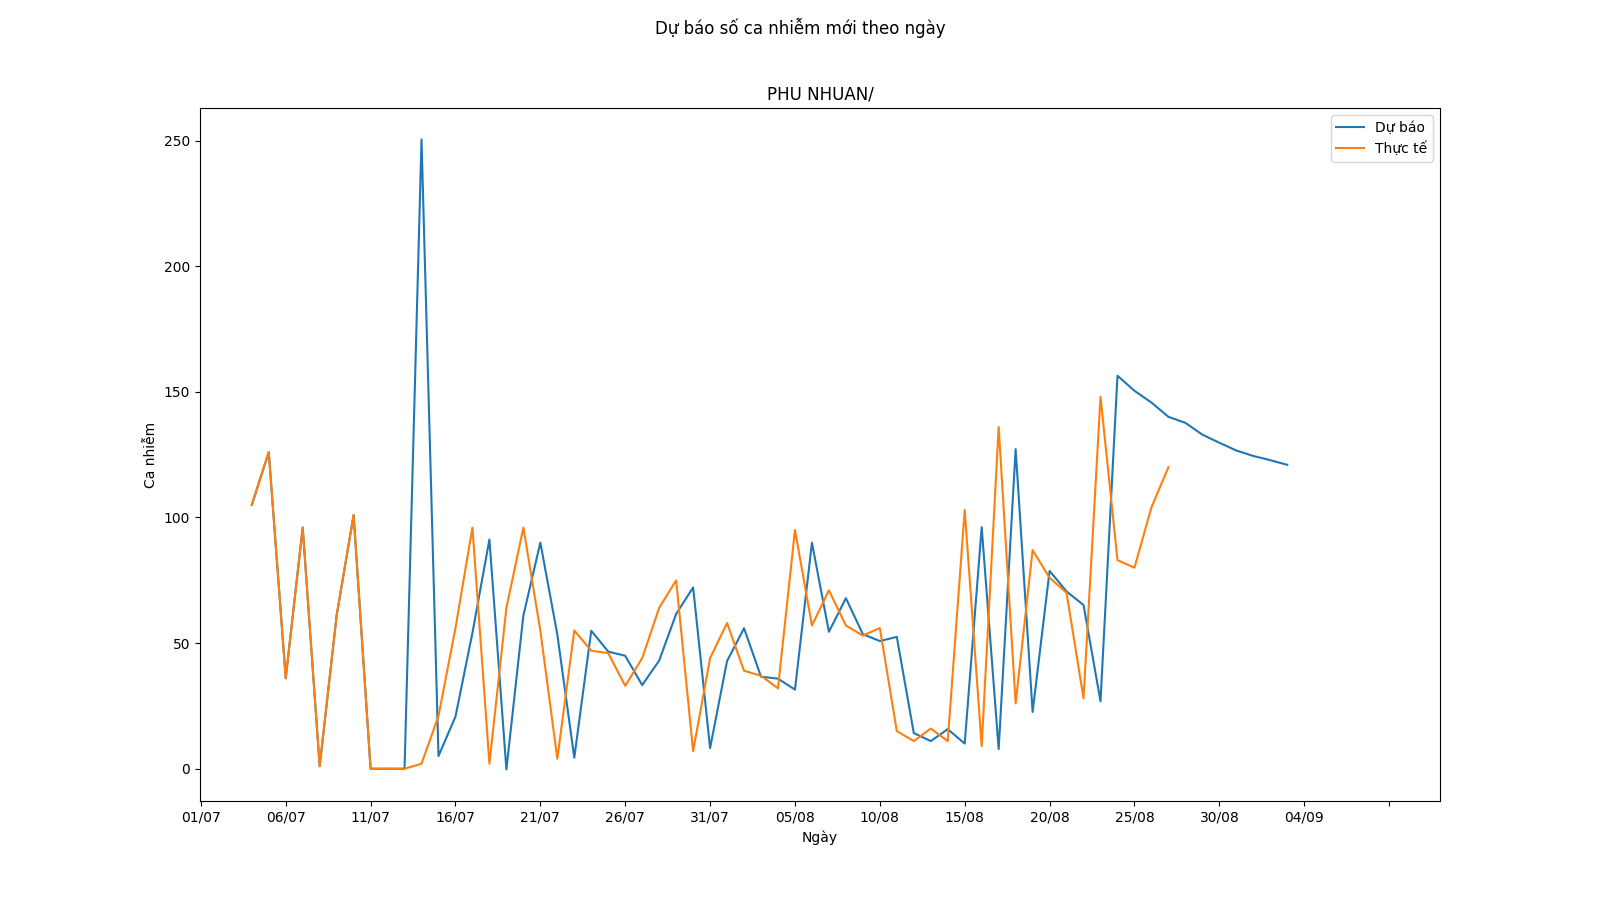 Dự báo số ca nhiễm mới theo ngày
PHU NHUAN/
Dự báo
Thực tế
250
200
150
100
50
0
Ca nhiễm
01/07 06/07 11/07 16/07 21/07 26/07 31/07 05/08 10/08 15/08 20/08 25/08 30/08 04/09
Ngày